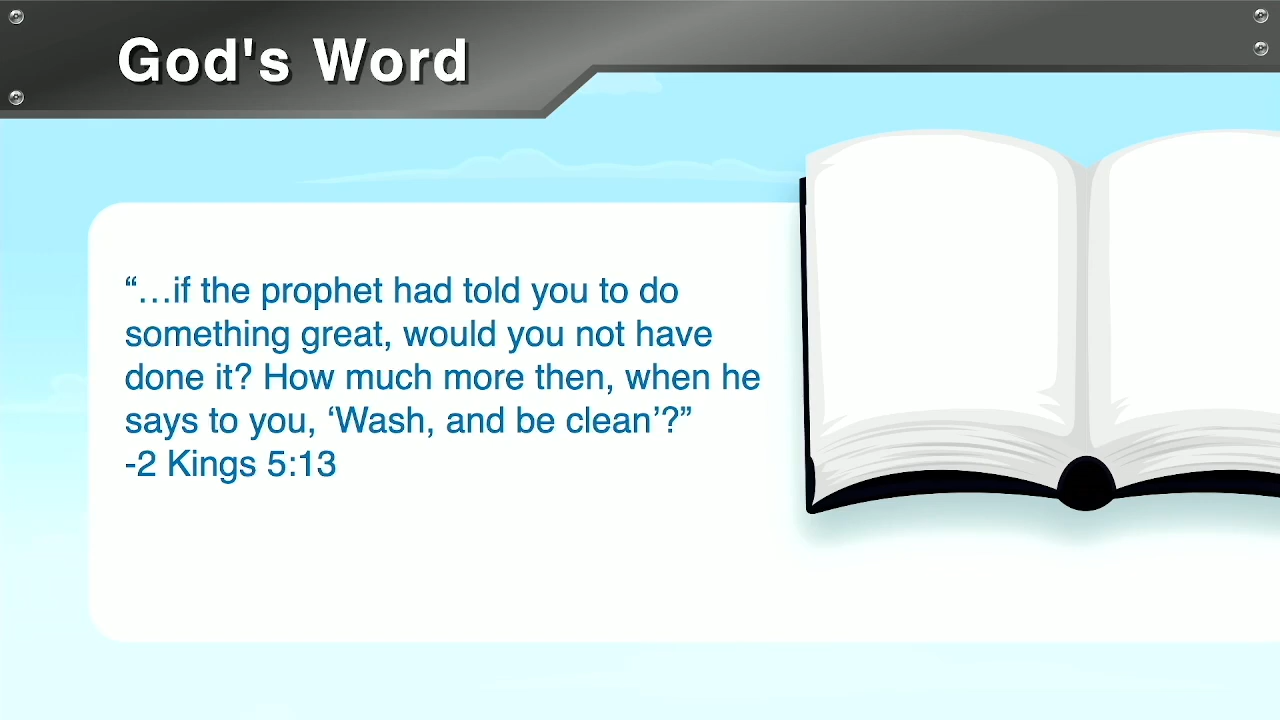 God's Word
“…if the prophet had told you to do
something great, would you not have
done it? How much more then, when he
says to you, ‘Wash, and be clean’?”
-2 Kings 5:13